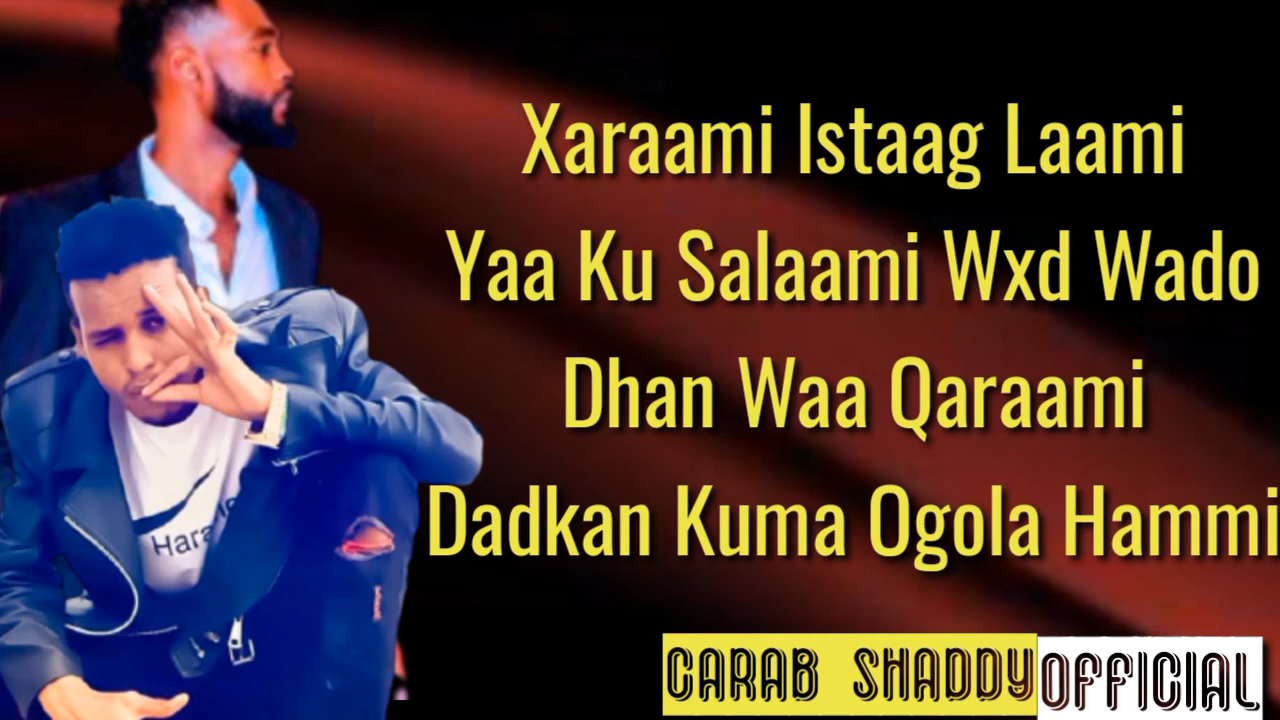 Xaraami Istaag Laami
Yaa Ku Salaami Wxd Wado
Dhan Waa Qaraami
Dadkan Kuma Ogola Hammi
CARAB SHADDY OFFICIAL